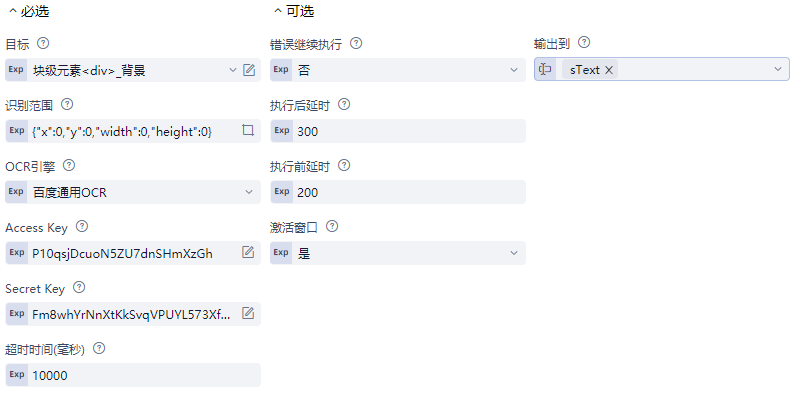 必选
目标
Exp 块级元素<div>_背景
识别范围
Exp {"x":0,"y":0,"width":0,"height":0}
OCR引擎
Exp 百度通用OCR
Access Key
Exp P10qsjDcuoN5ZU7dnSHmXzGh
Secret Key
Exp Fm8whYrNnXtKkSvqVPUYL573Xf...
超时时间(毫秒)
Exp 10000
可选
错误继续执行
Exp 否
执行后延时
Exp 300
执行前延时
Exp 200
激活窗口
Exp 是
输出到
sText